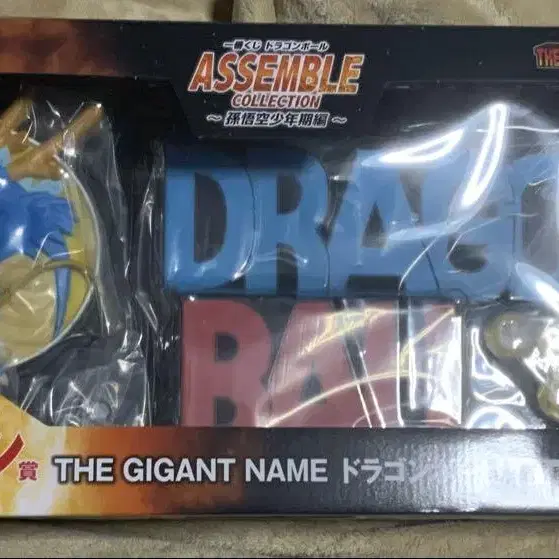 一番くじ ドラゴンボール
ASSEMBLE
COLLECTION
～ 孫悟空少年期編 ～
THE
DRAG
BALL
賞 THE GIGANT NAME ドラゴン